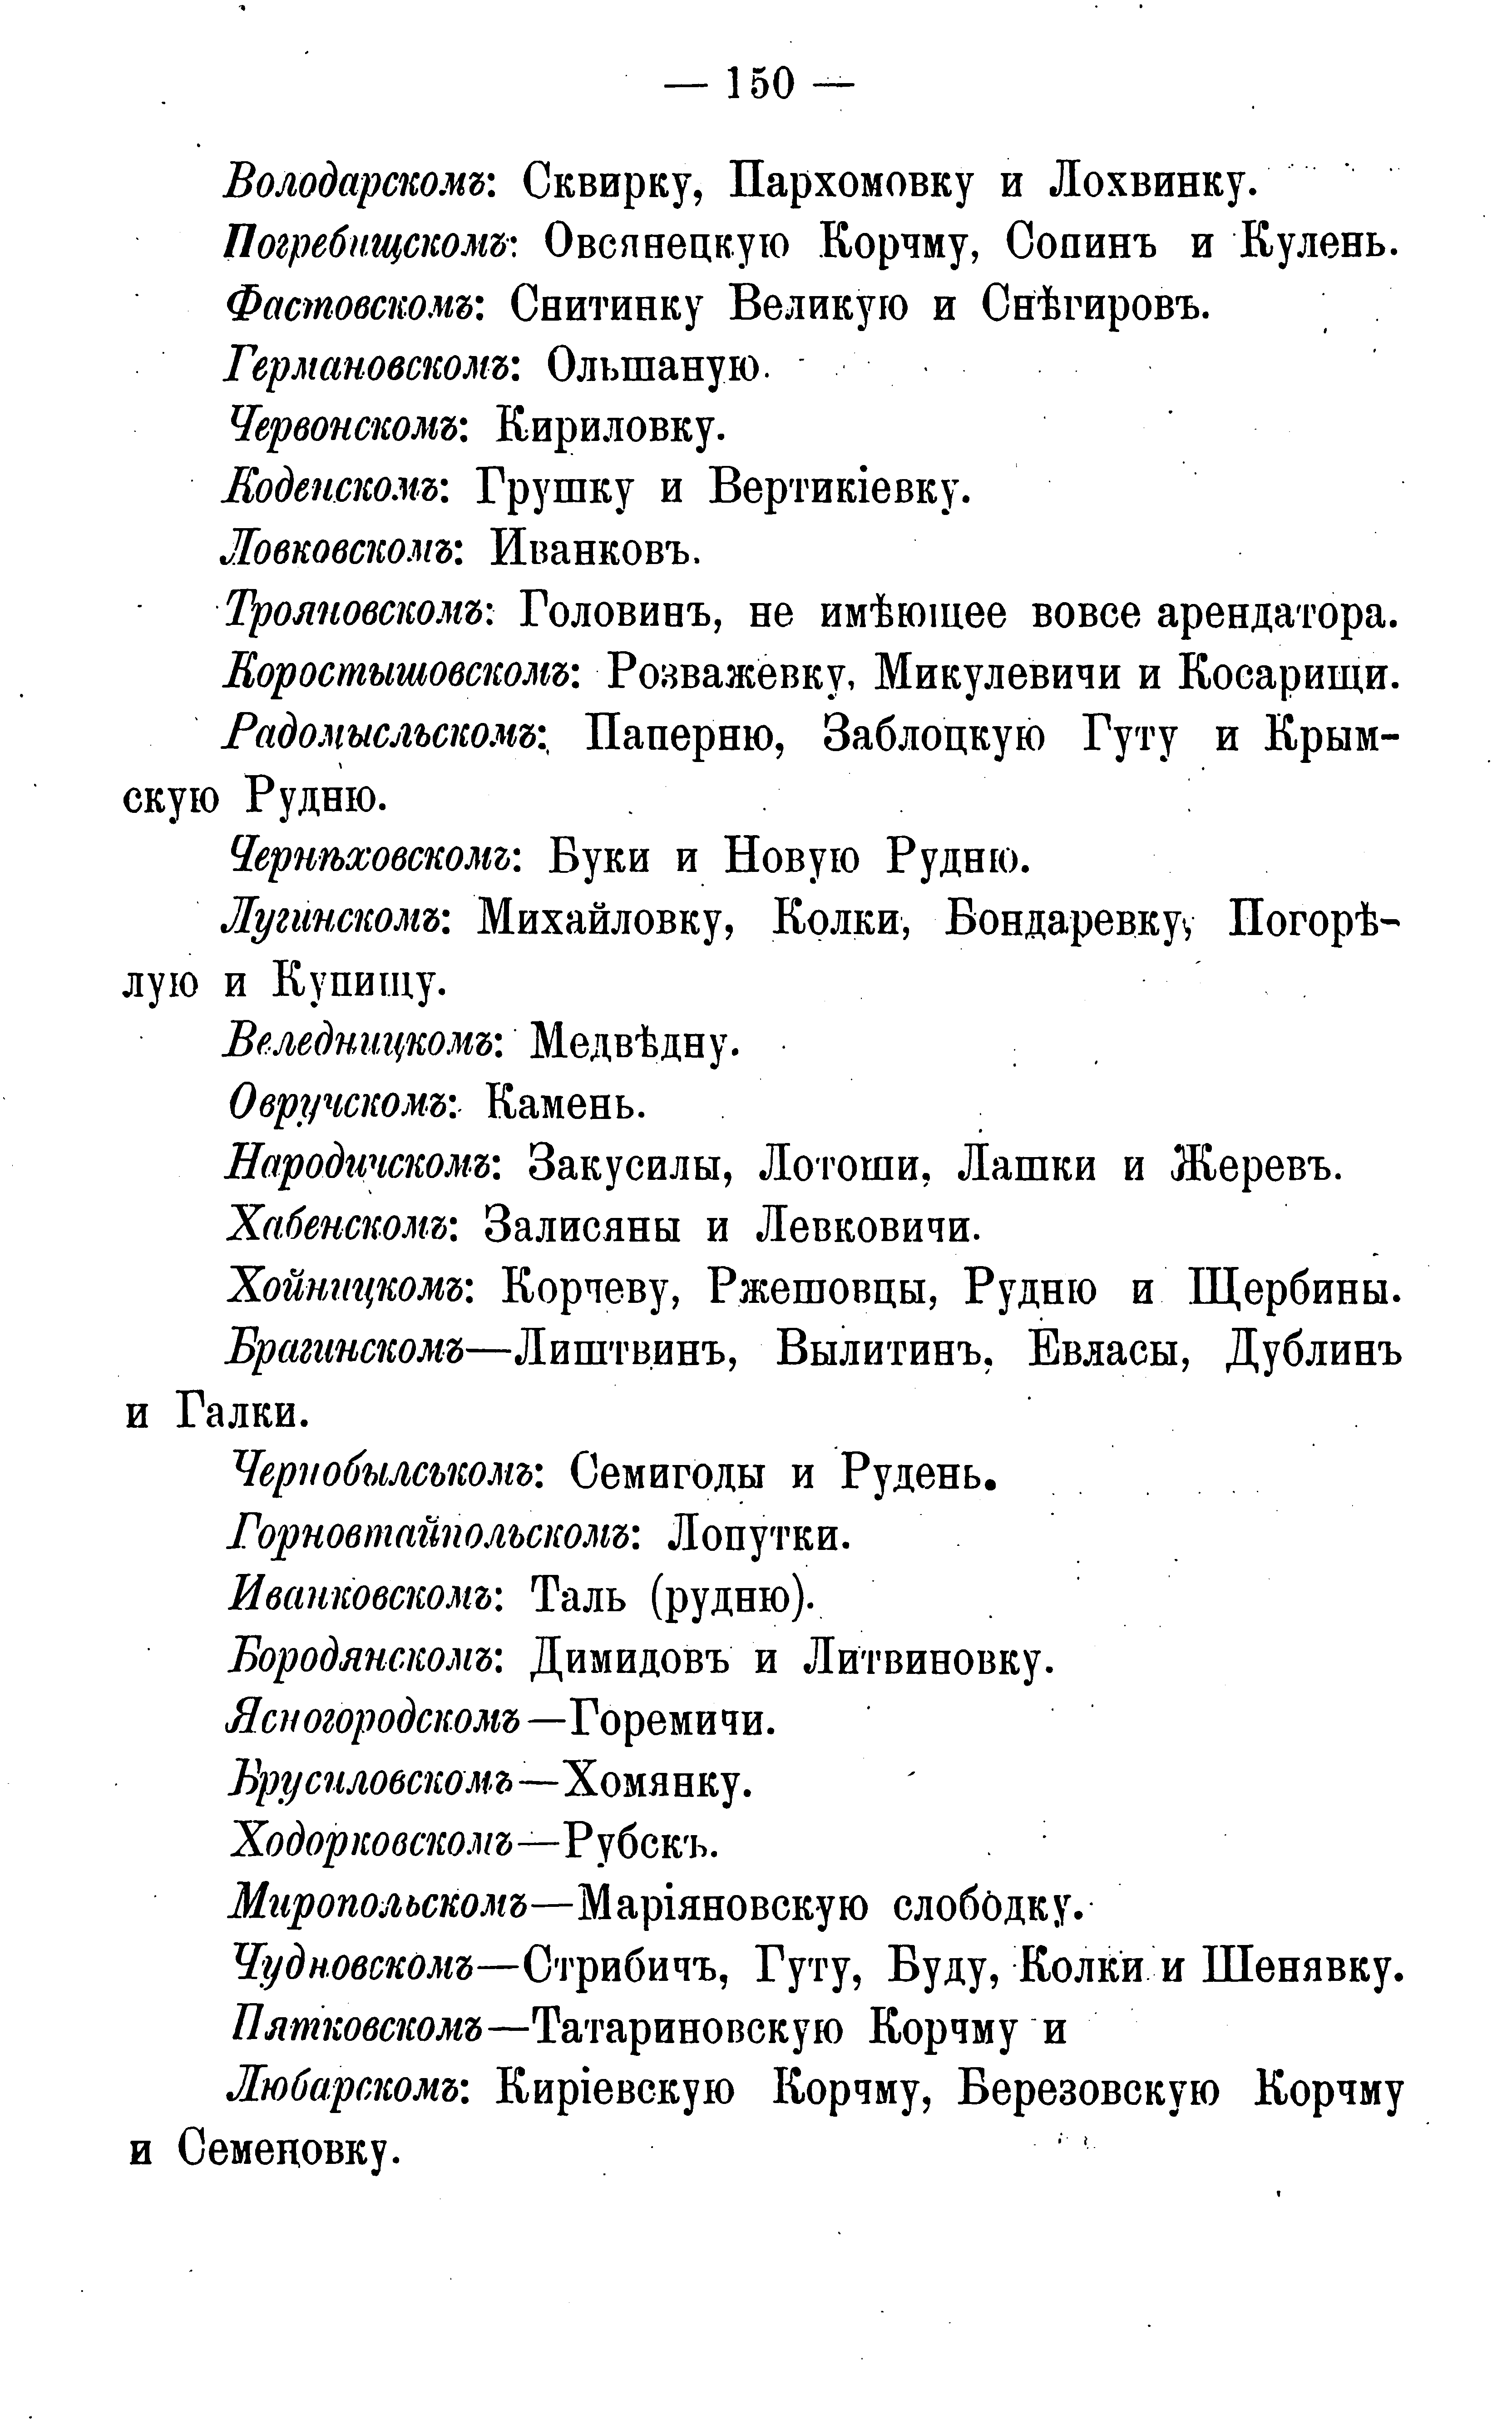 — 150 —
Володарскомъ: Сквирку, Пархомовку и Лохвинку.
Погребищскомъ: Овсянецкую Корчму, Сопинъ и Кулень.
Фастовскомъ: Снитинку Великую и Снѣгировъ.
Германовскомъ: Ольшаную.
Червонскомъ: Кириловку.
Коденскомъ: Грушку и Вертикіевку.
Ловковскомъ: Иванковъ.
Трояновскомъ: Головинъ, не имѣющее вовсе арендатора.
Коростышовскомъ: Розважевку, Микулевичи и Косарищи.
Радомысльскомъ: Паперню, Заблоцкую Гуту и Крым-
скую Рудню.
Чернѣховскомъ: Буки и Новую Рудню.
Лугинскомъ: Михайловку, Колки, Бондаревку, Погорѣ-
лую и Купищу.
Веледницкомъ: Медвѣдну.
Овручскомъ: Камень.
Народичскомъ: Закусилы, Лотоши, Лашки и Жеревъ.
Хабенскомъ: Залисяны и Левковичи.
Хойницкомъ: Корчеву, Ржешовцы, Рудню и Щербины.
Брагинскомъ—Лиштвинъ, Вылитинъ, Евласы, Дублинъ
и Галки.
Чернобылськомъ: Семигоды и Рудень.
Горновтайпольскомъ: Лопутки.
Иванковскомъ: Таль (рудню).
Бородянскомъ: Димидовъ и Литвиновку.
Ясногородскомъ—Горемичи.
Брусиловскомъ—Хомянку.
Ходорковскомъ—Рубскъ.
Миропольскомъ—Маріяновскую слободку.
Чудновскомъ—Стрибичъ, Гуту, Буду, Колки и Шенявку.
Пятковскомъ—Татариновскую Корчму и
Любарскомъ: Киріевскую Корчму, Березовскую Корчму
и Семеновку.